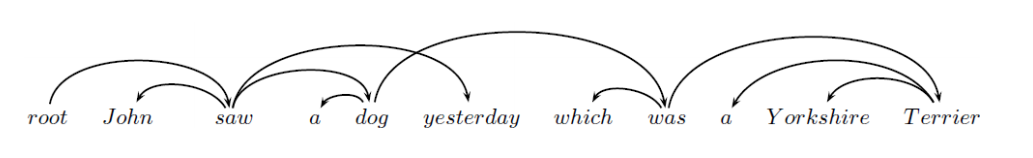 root John saw a dog yesterday which was a Yorkshire Terrier